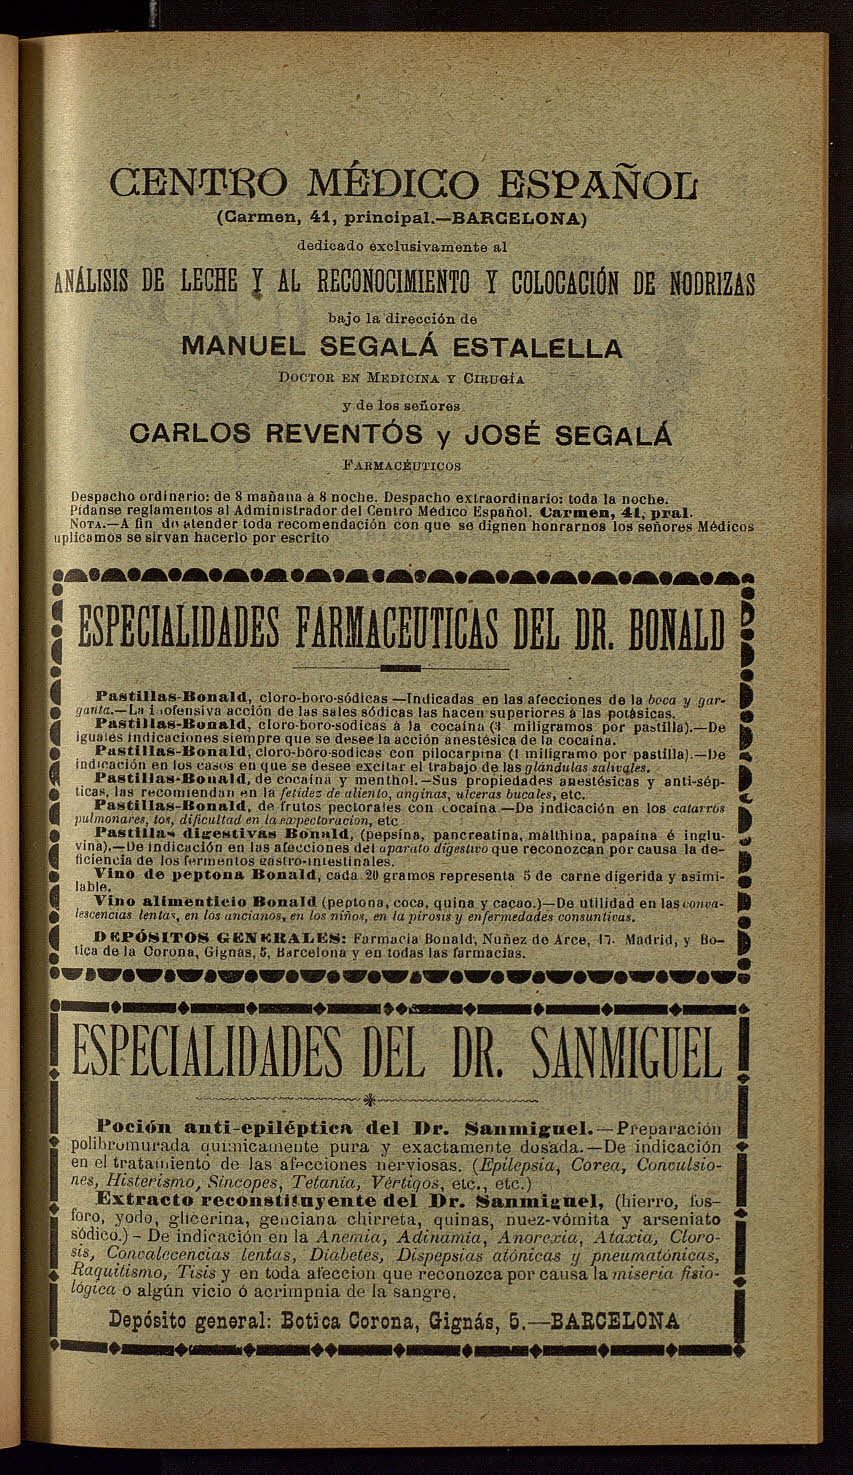 CENTRO MÉDICO ESPAÑOL
(Carmen, 41, principal.—BARCELONA)
dedicado exclusivamente al
ANÁLISIS DE LECHE Y AL RECONOCIMIENTO Y COLOCACIÓN DE NODRIZAS
bajo la dirección de
MANUEL SEGALÁ ESTALELLA
DOCTOR EN MEDICINA Y CIRUGÍA
y de los señores
CARLOS REVENTÓS y JOSÉ SEGALÁ
FARMACÉUTICOS
Despacho ordinario: de 8 mañana à 8 noche. Despacho extraordinario: toda la noche.
Pídanse reglamentos al Administrador del Centro Médico Español. Carmen, 41, pral.
NOTA.—A fin de atender toda recomendación con que se dignen honrarnos los señores Médicos
uplicamos se sirvan hacerlo por escrito
ESPECIALIDADES FARMACEUTICAS DEL DR. BONALD
Pastillas-Bonald, cloro-boro-sódicas—Indicadas en las afecciones de la boca y gar-
ganta.—La inofensiva acción de las sales sódicas las hacen superiores à las potásicas.
Pastillas-Bonald, cloro-boro-sodicas à la cocaína (3 miligramos por pastilla).—De
iguales indicaciones siempre que se desee la acción anestésica de la cocaina.
Pastillas-Bonald, cloro-boro-sodicas con pilocarpina (1 miligramo por pastilla).—De
indicación en los casos en que se desee excitar el trabajo de las glándulas salivales.
Pastillas-Bonald, de cocaína y menthol.—Sus propiedades anestésicas y anti-sép-
ticas, las recomiendan en la fetidez de aliento, anginas, ulceras bucales, etc.
Pastillas-Bonald, de frutos pectorales con cocaína—De indicación en los catarros
pulmonares, tos, dificultad en la expectoracion, etc
Pastillas digestivas Bonald, (pepsina, pancreatina, malthina, papaina é inglu-
vina).—De indicación en las afecciones del aparato digestivo que reconozcan por causa la de-
ficiencia de los fermentos gastro-intestinales.
Vino de peptona Bonald, cada 20 gramos representa 5 de carne digerida y asimi-
lable.
Vino alimenticio Bonald (peptona, coca, quina y cacao.)—De utilidad en las conva-
lescencias lentas, en los ancianos, en los niños, en la pirosis y enfermedades consuntivas.
DEPÓSITOS GENERALES: Farmacia Bonald, Nuñez de Arce, 17. Madrid, y Bo-
tica de la Corona, Gignás, 5, Barcelona y en todas las farmacias.
ESPECIALIDADES DEL DR. SANMIGUEL
Poción anti-epiléptica del Dr. Sanmiguel.—Preparación
polibromurada quimicamente pura y exactamente dosada.—De indicación
en el tratamiento de las afecciones nerviosas. (Epilepsia, Corea, Convulsio-
nes, Histerismo, Síncopes, Tetania, Vértigos, etc., etc.)
Extracto reconstituyente del Dr. Sanmiguel, (hierro, fós-
foro, yodo, glicerina, genciana chirreta, quinas, nuez-vómita y arseniato
sódico.) - De indicación en la Anemia, Adinamia, Anorexia, Ataxia, Cloro-
sis, Convalecencias lentas, Diabetes, Dispepsias atónicas y pneumatónicas,
Raquitismo, Tisis y en toda afeccion que reconozca por causa la miseria fisio-
lógica o algún vicio ó acrimpnia de la sangre.
Depósito general: Botica Corona, Gignás, 5.—BARCELONA